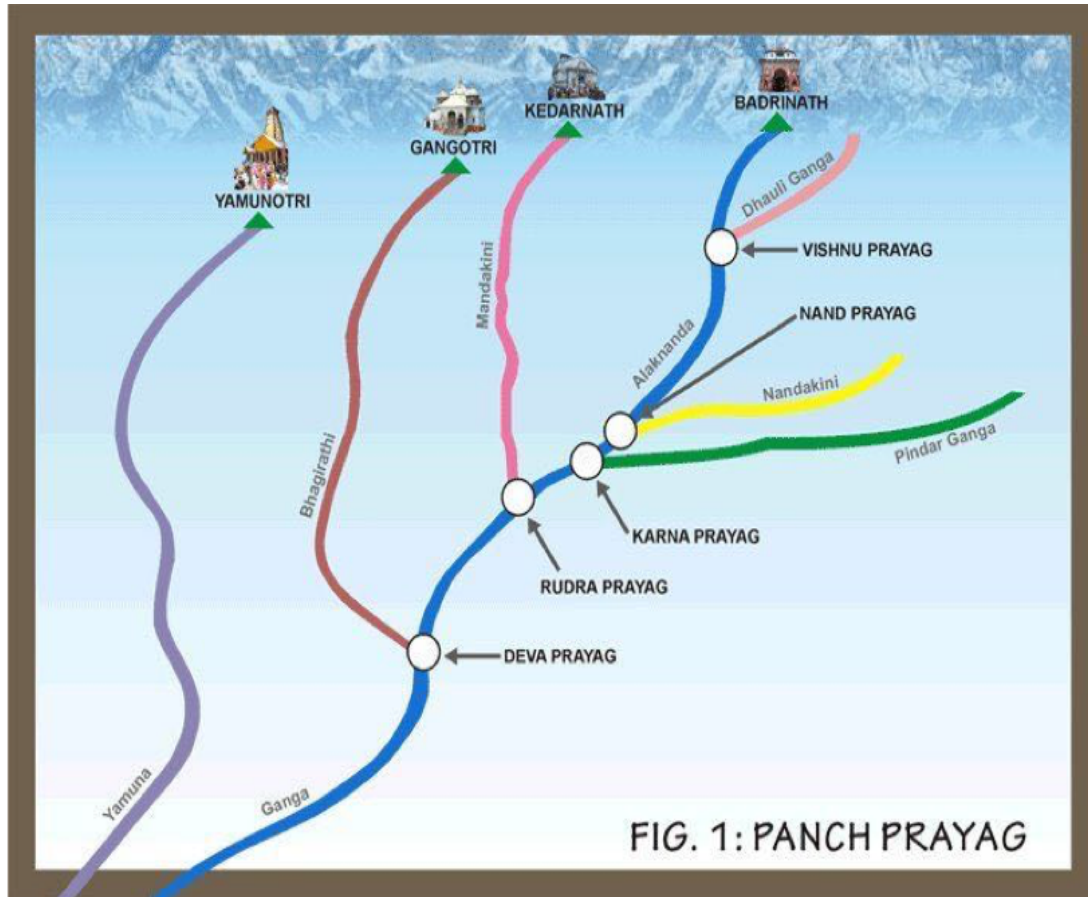 BADRINATH
KEDARNATH
GANGOTRI
YAMUNOTRI
Dhauli Ganga
VISHNU PRAYAG
Mandakini
NAND PRAYAG
Alaknanda
Nandakini
Pindar Ganga
Bhagirathi
KARNA PRAYAG
RUDRA PRAYAG
DEVA PRAYAG
Yamuna
Ganga
FIG. 1: PANCH PRAYAG